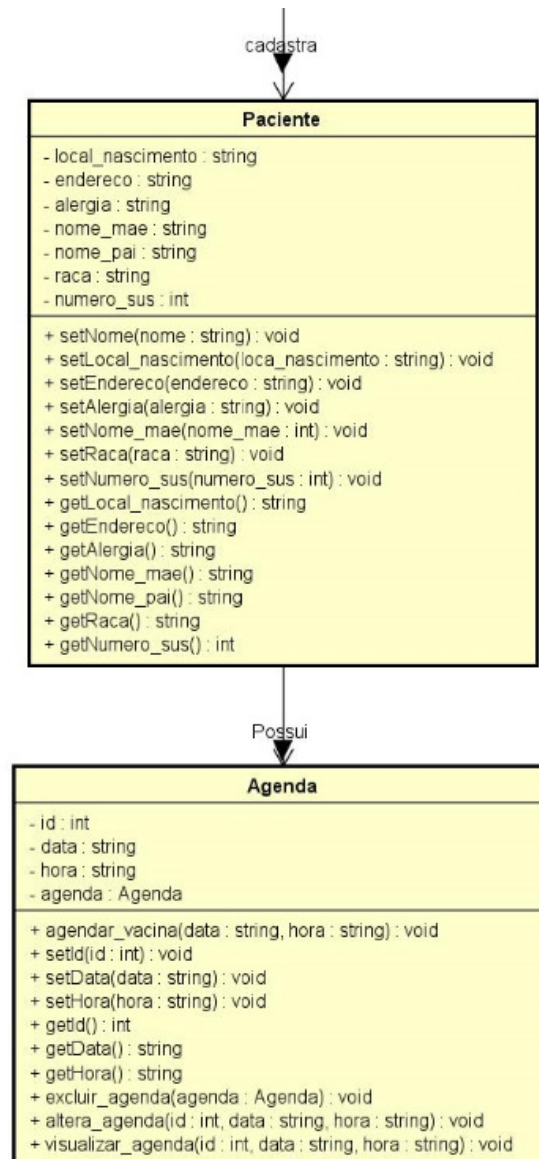 cadastra
Paciente
- local_nascimento : string
- endereco : string
- alergia : string
- nome_mae : string
- nome_pai : string
- raca : string
- numero_sus : int
+ setNome(nome : string) : void
+ setLocal_nascimento(loca_nascimento : string) : void
+ setEndereco(endereco : string) : void
+ setAlergia(alergia : string) : void
+ setNome_mae(nome_mae : int) : void
+ setRaca(raca : string) : void
+ setNumero_sus(numero_sus : int) : void
+ getLocal_nascimento() : string
+ getEndereco() : string
+ getAlergia() : string
+ getNome_mae() : string
+ getNome_pai() : string
+ getRaca() : string
+ getNumero_sus() : int
Possui
Agenda
- id : int
- data : string
- hora : string
- agenda : Agenda
+ agendar_vacina(data : string, hora : string) : void
+ setId(id : int) : void
+ setData(data : string) : void
+ setHora(hora : string) : void
+ getId() : int
+ getData() : string
+ getHora() : string
+ excluir_agenda(agenda : Agenda) : void
+ altera_agenda(id : int, data : string, hora : string) : void
+ visualizar_agenda(id : int, data : string, hora : string) : void